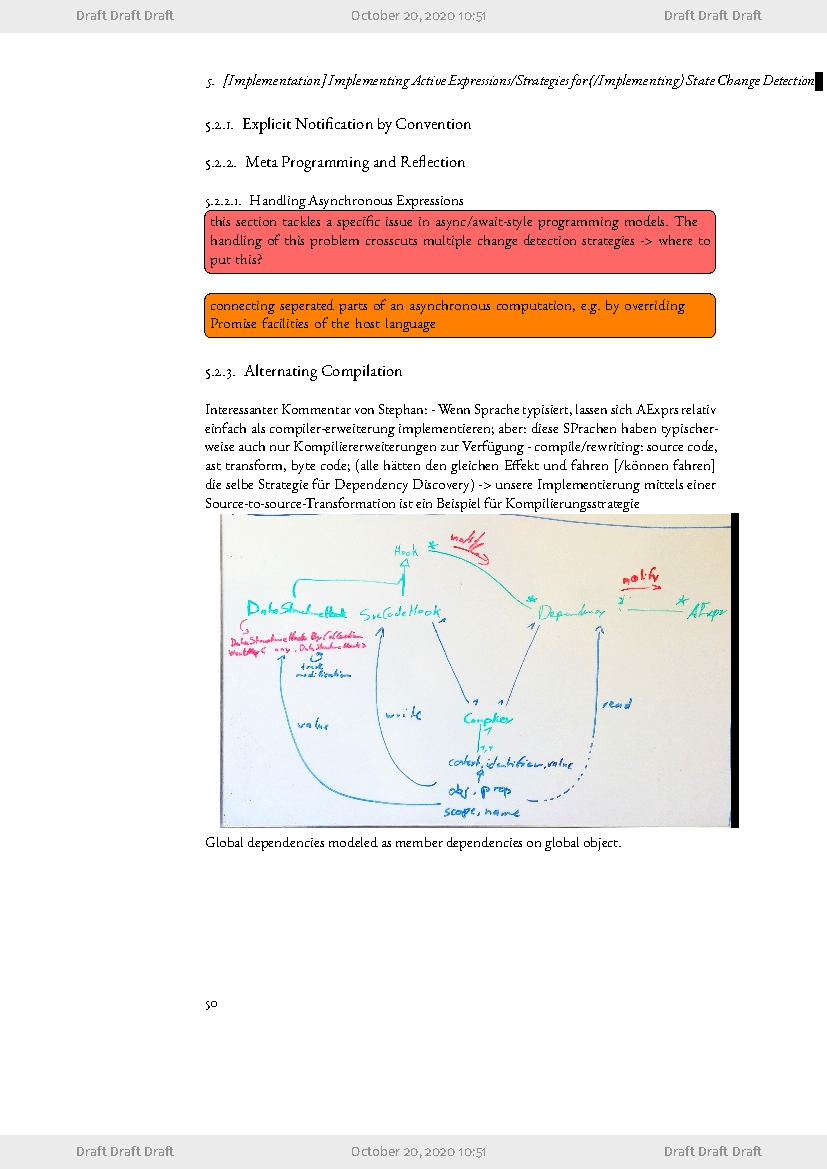 Draft Draft Draft October 20, 2020 10:51 Draft Draft Draft
5. [Implementation] Implementing Active Expressions/Strategies for(/Implementing) State Change Detection
5.2.1. Explicit Notification by Convention
5.2.2. Meta Programming and Reflection
5.2.2.1. Handling Asynchronous Expressions
this section tackles a specific issue in async/await-style programming models. The
handling of this problem crosscuts multiple change detection strategies -> where to
put this?
connecting seperated parts of an asynchronous computation, e.g. by overriding
Promise facilities of the host language
5.2.3. Alternating Compilation
Interessanter Kommentar von Stephan: - Wenn Sprache typisiert, lassen sich AExprs relativ
einfach als compiler-erweiterung implementieren; aber: diese SPrachen haben typischer-
weise auch nur Kompiliererweiterungen zur Verfügung - compile/rewriting: source code,
ast transform, byte code; (alle hätten den gleichen Effekt und fahren [/können fahren]
die selbe Strategie für Dependency Discovery) -> unsere Implementierung mittels einer
Source-to-source-Transformation ist ein Beispiel für Kompilierungsstrategie
notify
Hook *
notify
DataStructureHook SrcCodeHook * Dependency * AExpr
DataStructureHooks By Collection
WeakMap< any, DataStructureHook>
track
modification
value
write
read
CompKey
1,1
context, identifier, value
obj. prop
scope, name
Global dependencies modeled as member dependencies on global object.
50
Draft Draft Draft October 20, 2020 10:51 Draft Draft Draft